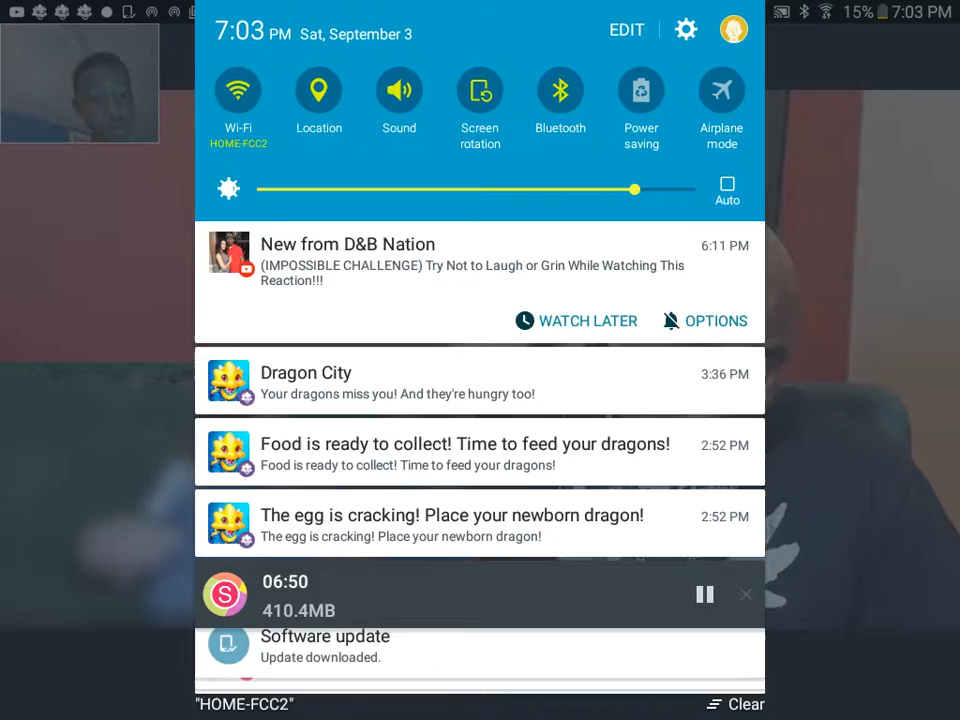 15% 7:03 PM
7:03 PM Sat, September 3 EDIT
Wi-Fi
HOME-FCC2
Location
Sound
Screen
rotation
Bluetooth
Power
saving
Airplane
mode
Auto
New from D&B Nation 6:11 PM
(IMPOSSIBLE CHALLENGE) Try Not to Laugh or Grin While Watching This
Reaction!!!
WATCH LATER OPTIONS
Dragon City 3:36 PM
Your dragons miss you! And they're hungry too!
Food is ready to collect! Time to feed your dragons! 2:52 PM
Food is ready to collect! Time to feed your dragons!
The egg is cracking! Place your newborn dragon! 2:52 PM
The egg is cracking! Place your newborn dragon!
S
06:50
410.4MB
Software update
Update downloaded.
"HOME-FCC2" Clear